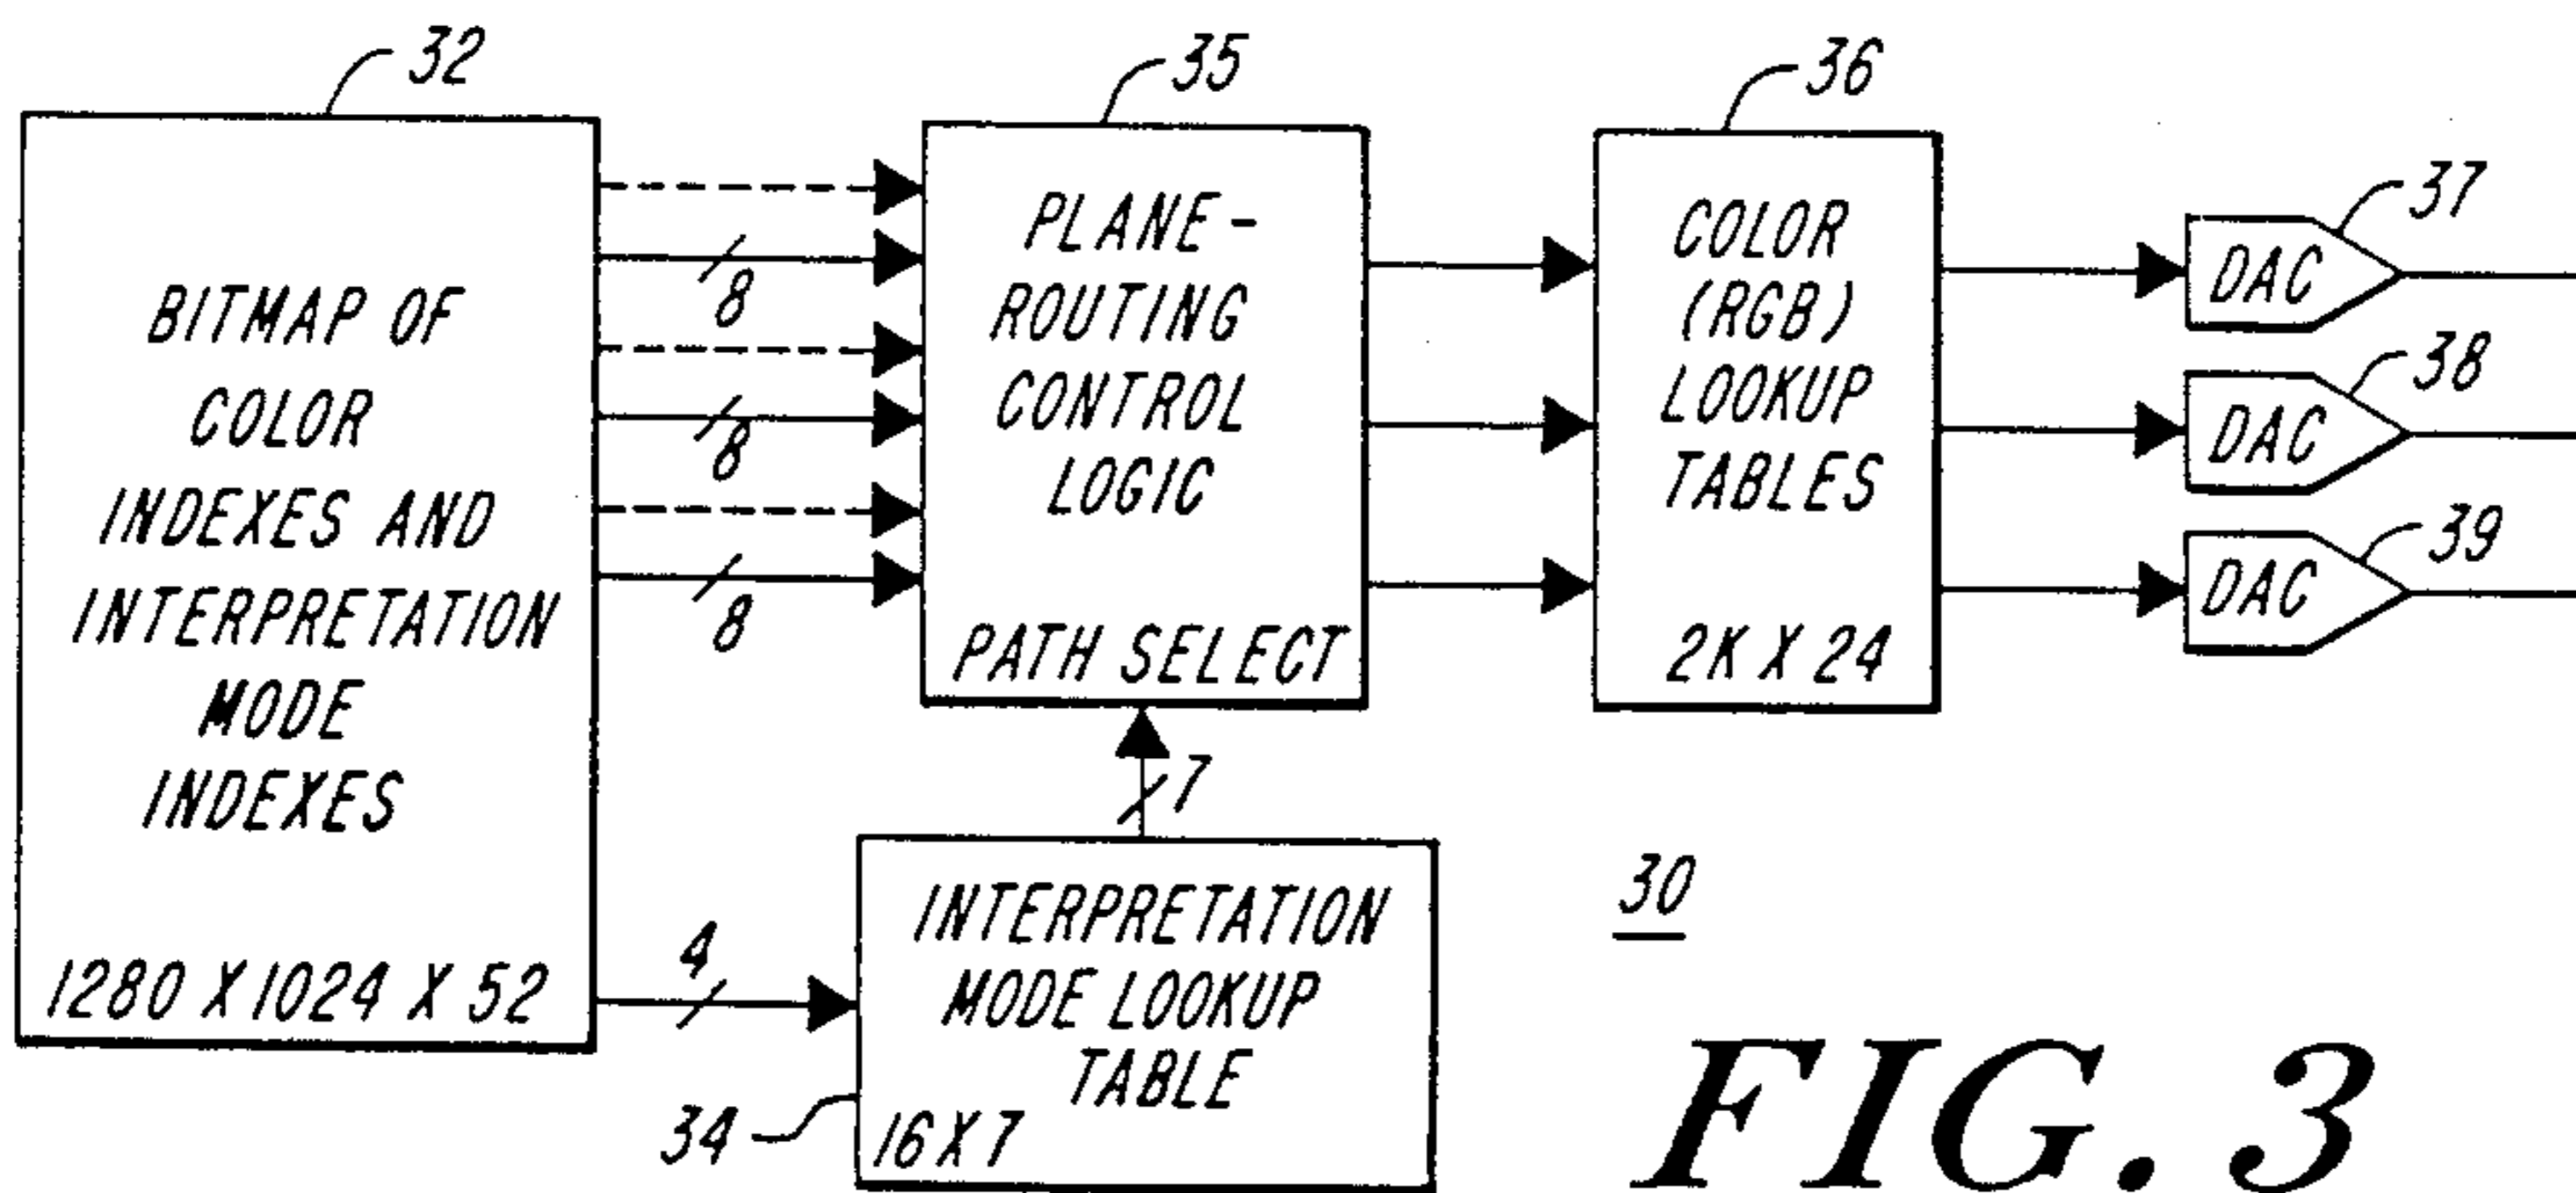 32
35
36
BITMAP OF
COLOR
INDEXES AND
INTERPRETATION
MODE
INDEXES
1280 X 1024 X 52
8
8
8
4
PLANE-
ROUTING
CONTROL
LOGIC
PATH SELECT
7
INTERPRETATION
MODE LOOKUP
TABLE
16 X 7
34
COLOR
(RGB)
LOOKUP
TABLES
2K X 24
DAC
37
DAC
38
DAC
39
30
FIG. 3